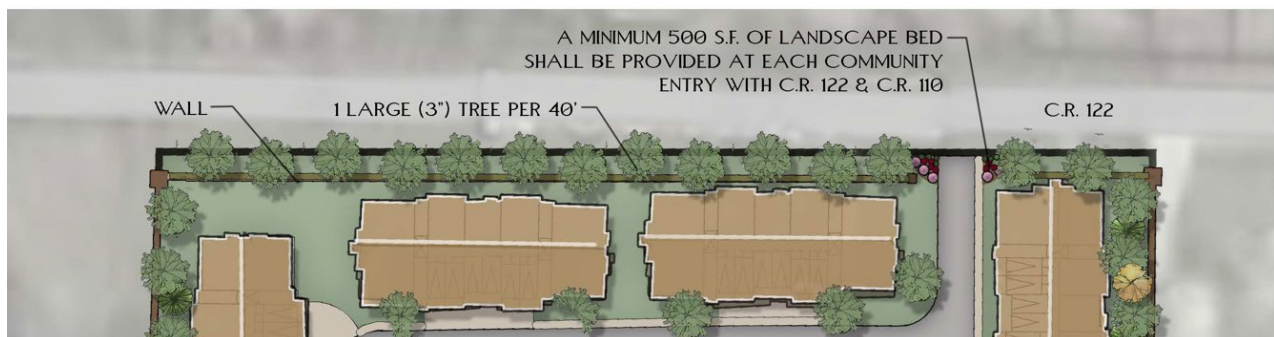 A MINIMUM 500 S.F. OF LANDSCAPE BED
SHALL BE PROVIDED AT EACH COMMUNITY
ENTRY WITH C.R. 122 & C.R. 110
WALL
1 LARGE (3") TREE PER 40'
C.R. 122